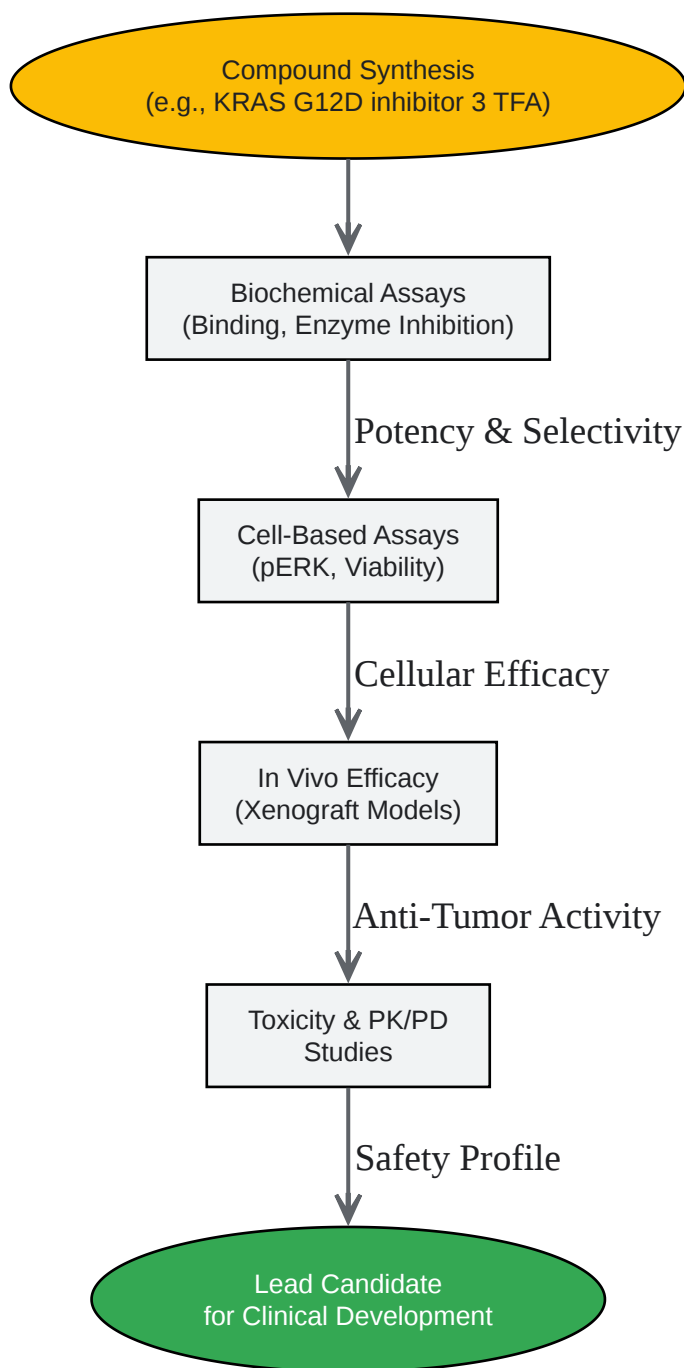 Compound Synthesis
(e.g., KRAS G12D inhibitor 3 TFA)
Biochemical Assays
(Binding, Enzyme Inhibition)
Potency & Selectivity
Cell-Based Assays
(pERK, Viability)
Cellular Efficacy
In Vivo Efficacy
(Xenograft Models)
Anti-Tumor Activity
Toxicity & PK/PD
Studies
Safety Profile
Lead Candidate
for Clinical Development